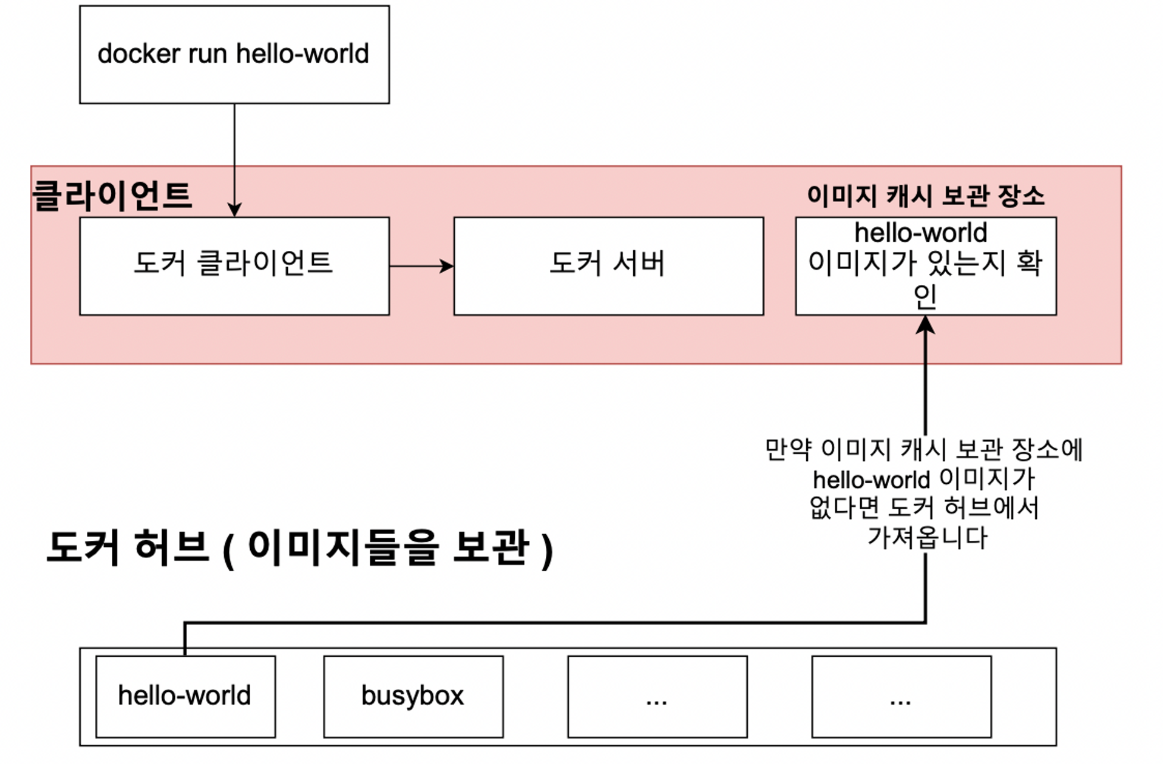 docker run hello-world
클라이언트
이미지 캐시 보관 장소
도커 클라이언트
도커 서버
hello-world
이미지가 있는지 확
인
만약 이미지 캐시 보관 장소에
hello-world 이미지가
없다면 도커 허브에서
가져옵니다
도커 허브 ( 이미지들을 보관 )
hello-world
busybox
...
...